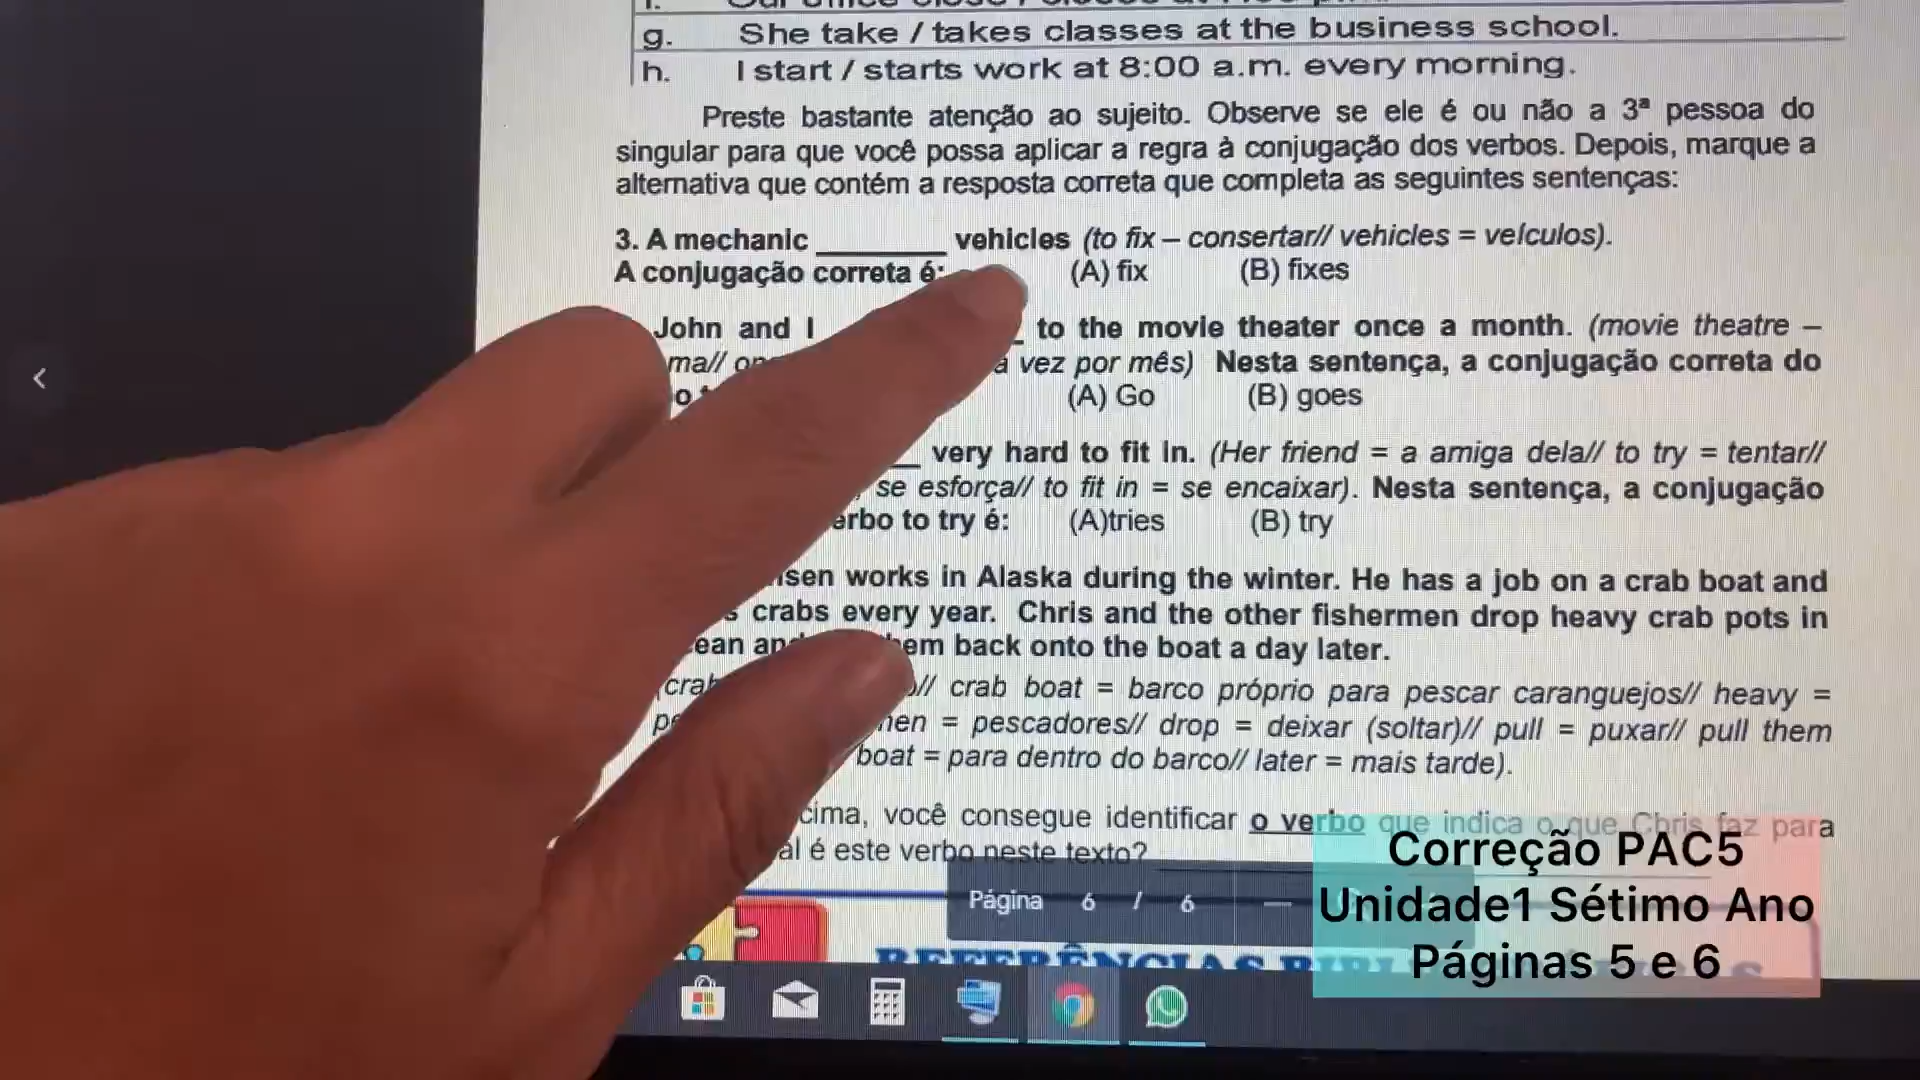 g. She take / takes classes at the business school.
h. I start / starts work at 8:00 a.m. every morning.
Preste bastante atenção ao sujeito. Observe se ele é ou não a 3ª pessoa do
singular para que você possa aplicar a regra à conjugação dos verbos. Depois, marque a
alternativa que contém a resposta correta que completa as seguintes sentenças:
3. A mechanic ________ vehicles (to fix – consertar// vehicles = veículos).
A conjugação correta é: (A) fix (B) fixes
John and I to the movie theater once a month. (movie theatre –
vez por mês) Nesta sentença, a conjugação correta do
(A) Go (B) goes
very hard to fit In. (Her friend = a amiga dela// to try = tentar//
se esforça// to fit in = se encaixar). Nesta sentença, a conjugação
to try é: (A)tries (B) try
works in Alaska during the winter. He has a job on a crab boat and
crabs every year. Chris and the other fishermen drop heavy crab pots in
back onto the boat a day later.
// crab boat = barco próprio para pescar caranguejos// heavy =
= pescadores// drop = deixar (soltar)// pull = puxar// pull them
boat = para dentro do barco// later = mais tarde).
você consegue identificar o verbo que indica o que Chris faz para
é este verbo neste texto?
Página 6 / 6
Correção PAC5
Unidade1 Sétimo Ano
Páginas 5 e 6